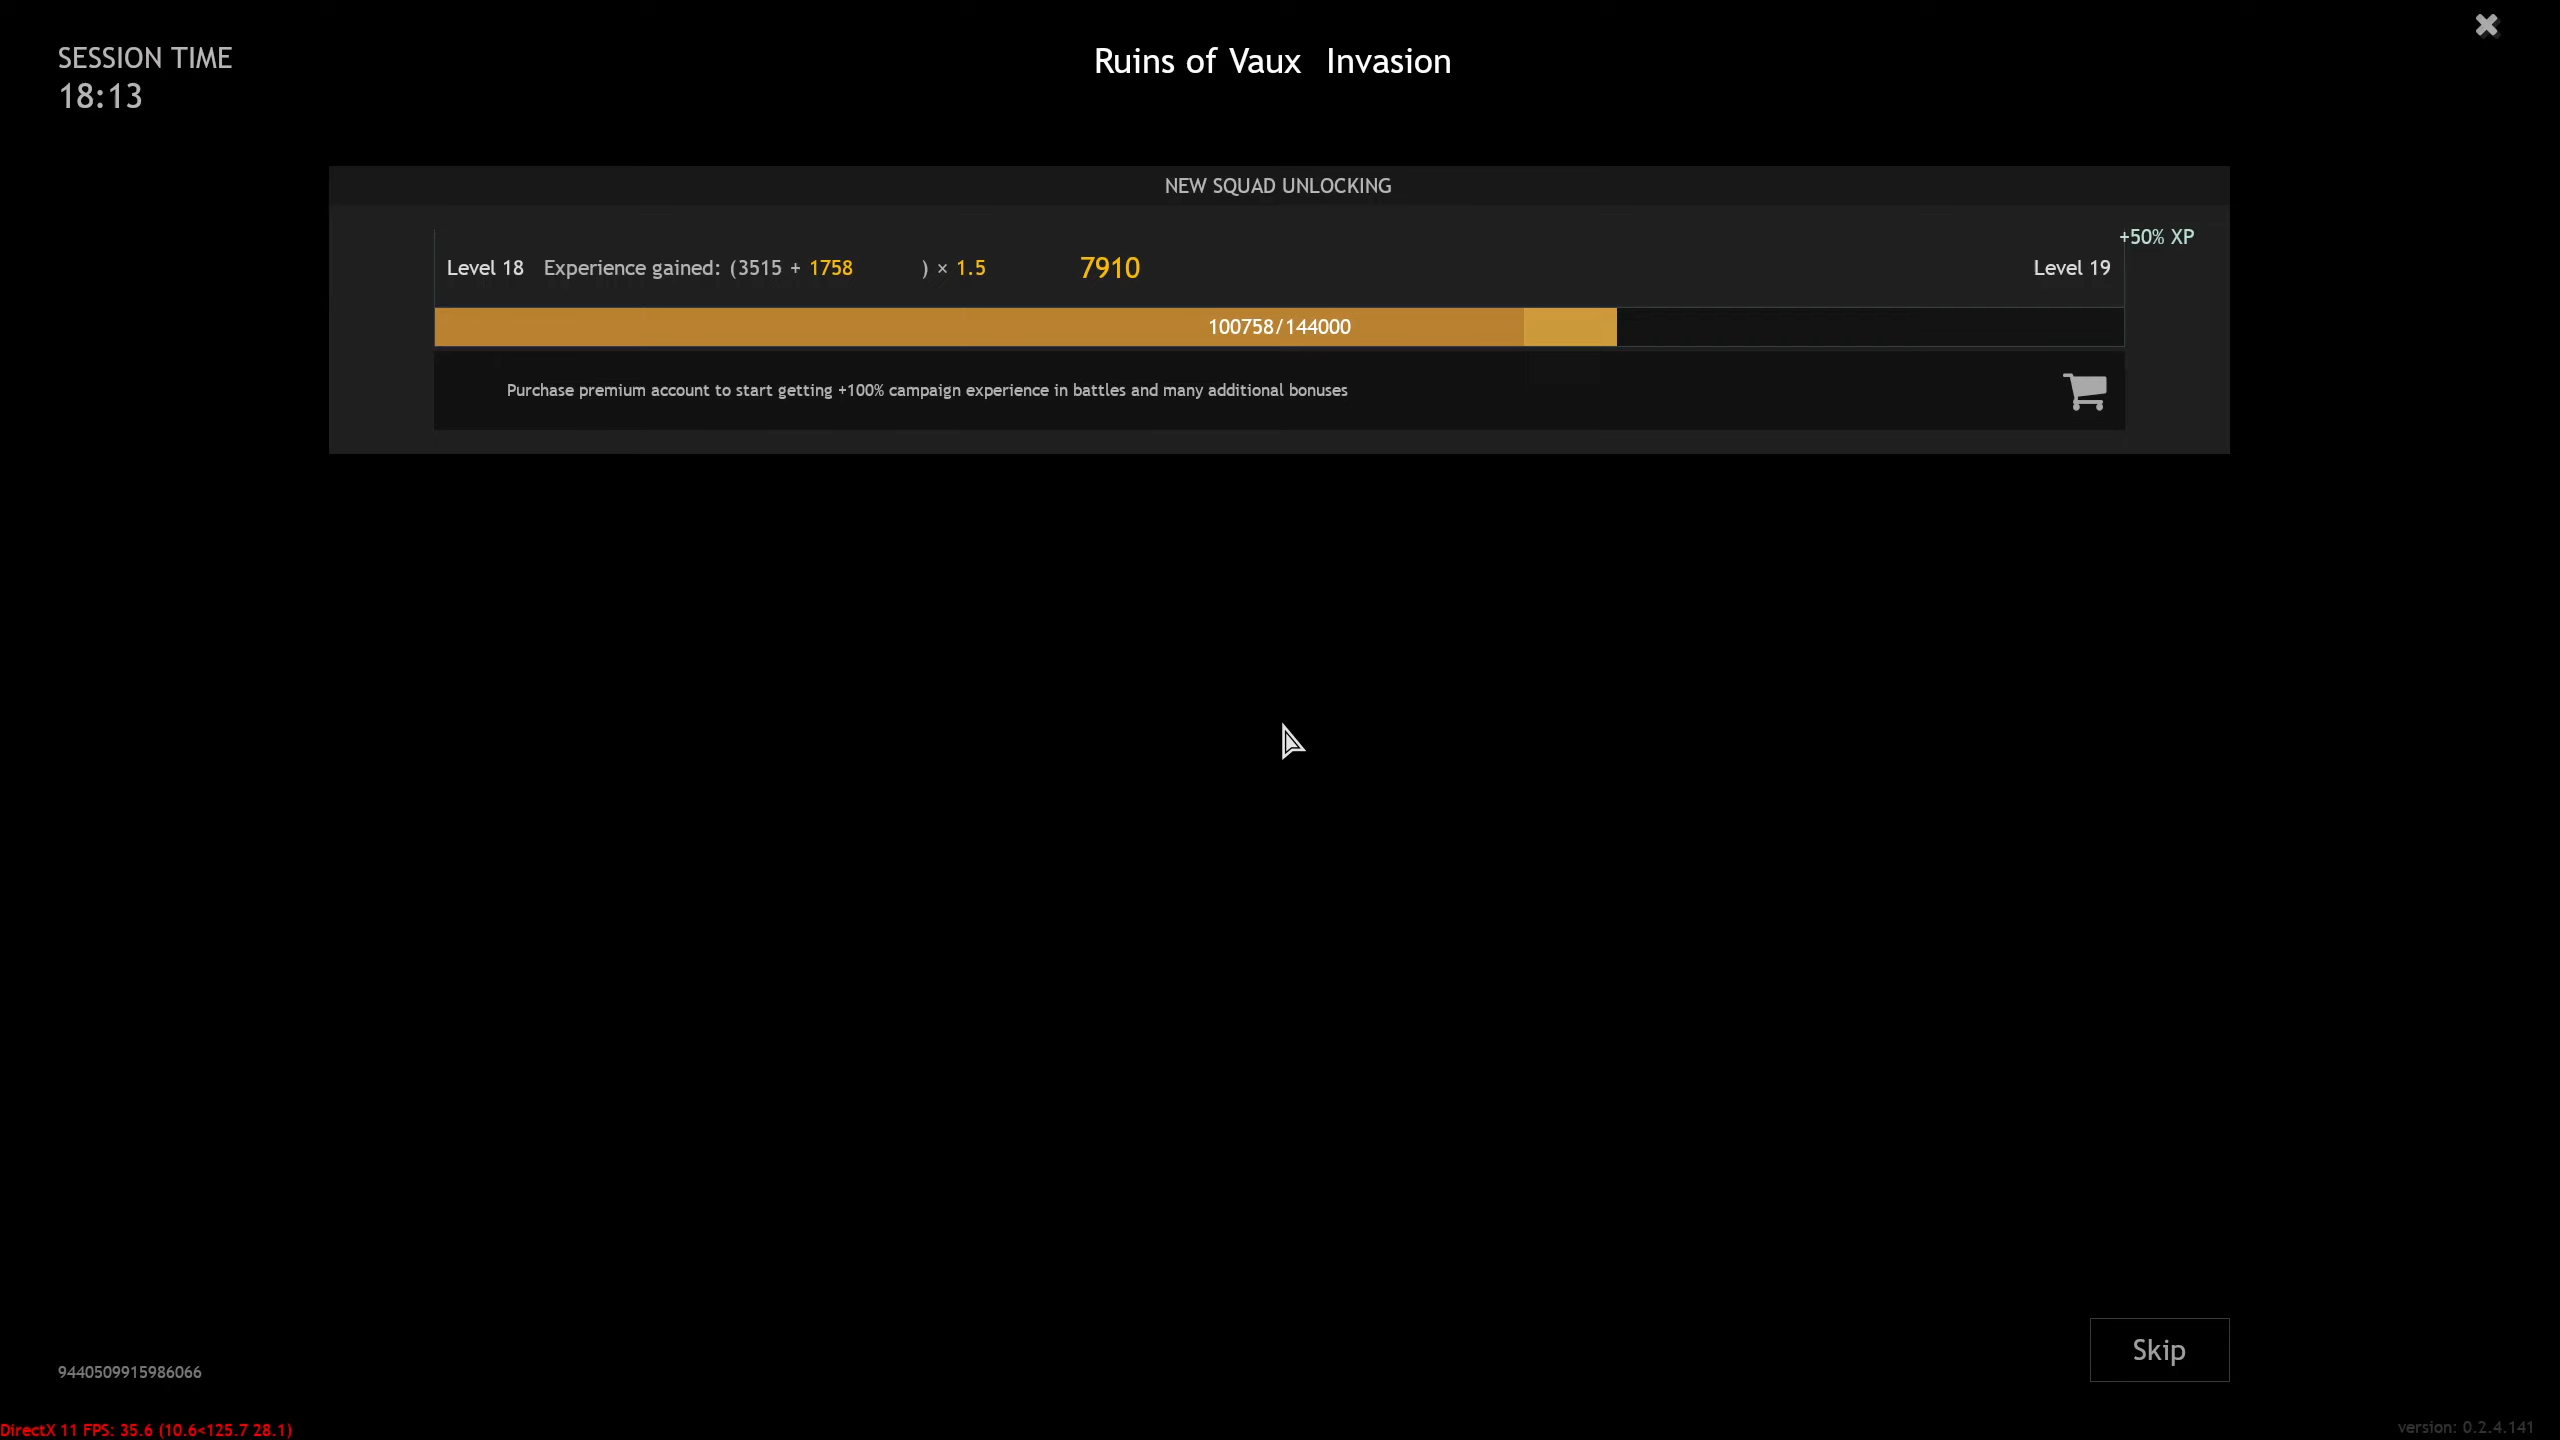 SESSION TIME
18:13
Ruins of Vaux  Invasion
NEW SQUAD UNLOCKING
+50% XP
Level 18 Experience gained: (3515 + 1758 ) × 1.5 7910 Level 19
100758/144000
Purchase premium account to start getting +100% campaign experience in battles and many additional bonuses
Skip
9440509915986066
DirectX 11 FPS: 35.6 (10.6<125.7 28.1)
version: 0.2.4.141